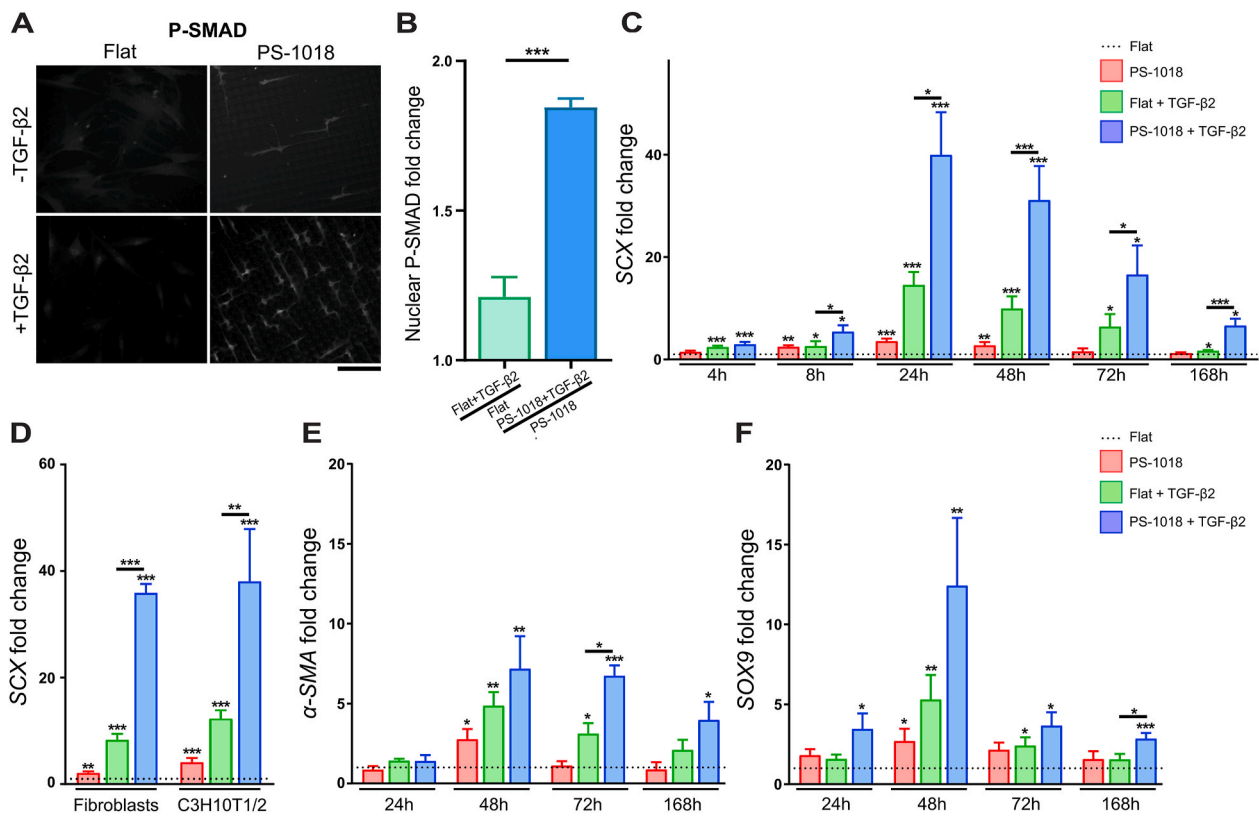 A
P-SMAD
Flat
PS-1018
-TGF-β2
+TGF-β2
B
Nuclear P-SMAD fold change
2.0
1.5
1.0
***
Flat+TGF-β2
Flat
PS-1018+TGF-β2
PS-1018
C
SCX fold change
40
20
0
*** ***
** * * *
*** *** * ***
** *** *** ***
* * *
* *** *
4h 8h 24h 48h 72h 168h
Flat
PS-1018
Flat + TGF-β2
PS-1018 + TGF-β2
D
SCX fold change
60
40
20
0
** *** *** ***
*** *** ** ***
Fibroblasts C3H10T1/2
E
α-SMA fold change
20
15
10
5
0
* ** **
* * ***
*
24h 48h 72h 168h
F
SOX9 fold change
20
15
10
5
0
*
* ** **
* *
* ***
24h 48h 72h 168h
Flat
PS-1018
Flat + TGF-β2
PS-1018 + TGF-β2